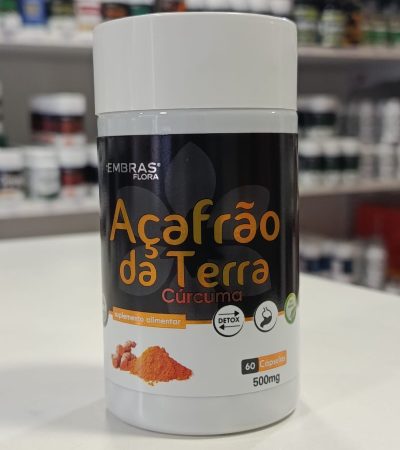 EMBRAS®
FLORA
Açafrão
da Terra
Cúrcuma
suplemento alimentar
DETOX
60 Cápsulas
500mg